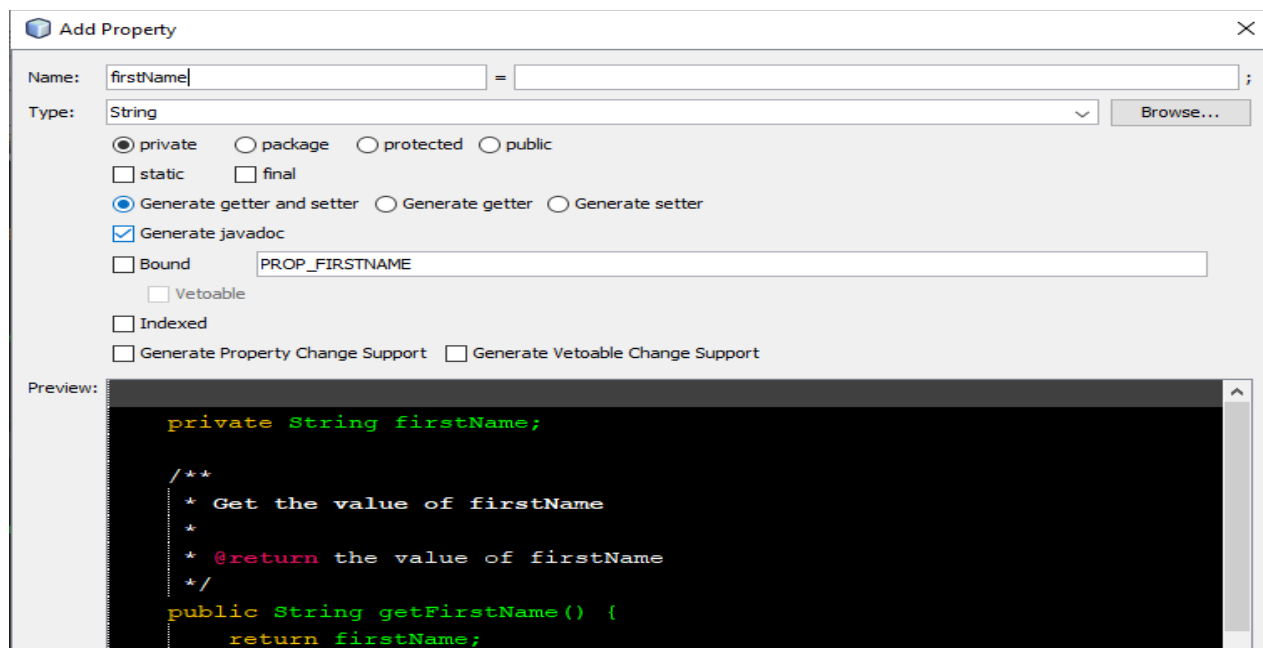 Add Property
Name: firstName = ;
Type: String Browse...
private package protected public
static final
Generate getter and setter Generate getter Generate setter
Generate javadoc
Bound PROP_FIRSTNAME
Vetoable
Indexed
Generate Property Change Support Generate Vetoable Change Support
Preview:
private String firstName;
/**
* Get the value of firstName
*
* @return the value of firstName
*/
public String getFirstName() {
return firstName;